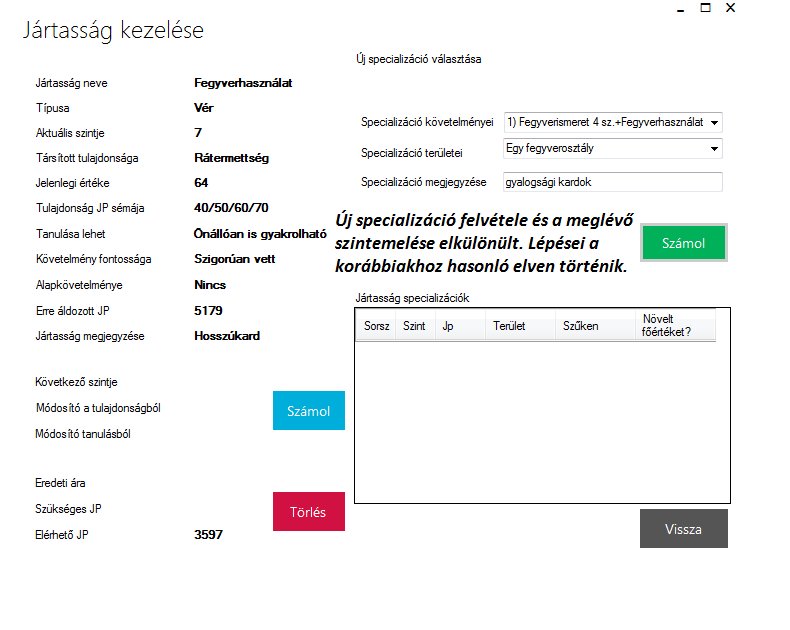 Jártasság kezelése
Új specializáció választása
Jártasság neve Fegyverhasználat
Típusa Vér
Aktuális szintje 7
Társított tulajdonsága Rátermettség
Jelenlegi értéke 64
Tulajdonság JP sémája 40/50/60/70
Tanulása lehet Önállóan is gyakrolható
Követelmény fontossága Szigorúan vett
Alapkövetelménye Nincs
Erre áldozott JP 5179
Jártasság megjegyzése Hosszúkard
Következő szintje
Módosító a tulajdonságból
Módosító tanulásból
Számol
Eredeti ára
Szükséges JP
Elérhető JP 3597
Törlés
Specializáció követelményei 1) Fegyverismeret 4 sz.+Fegyverhasználat
Specializáció területei Egy fegyverosztály
Specializáció megjegyzése gyalogsági kardok
Új specializáció felvétele és a meglévő
szintemelése elkülönült. Lépései a
korábbiakhoz hasonló elven történik.
Számol
Jártasság specializációk
Sorsz Szint Jp Terület Szűken Növelt
főértéket?
Vissza